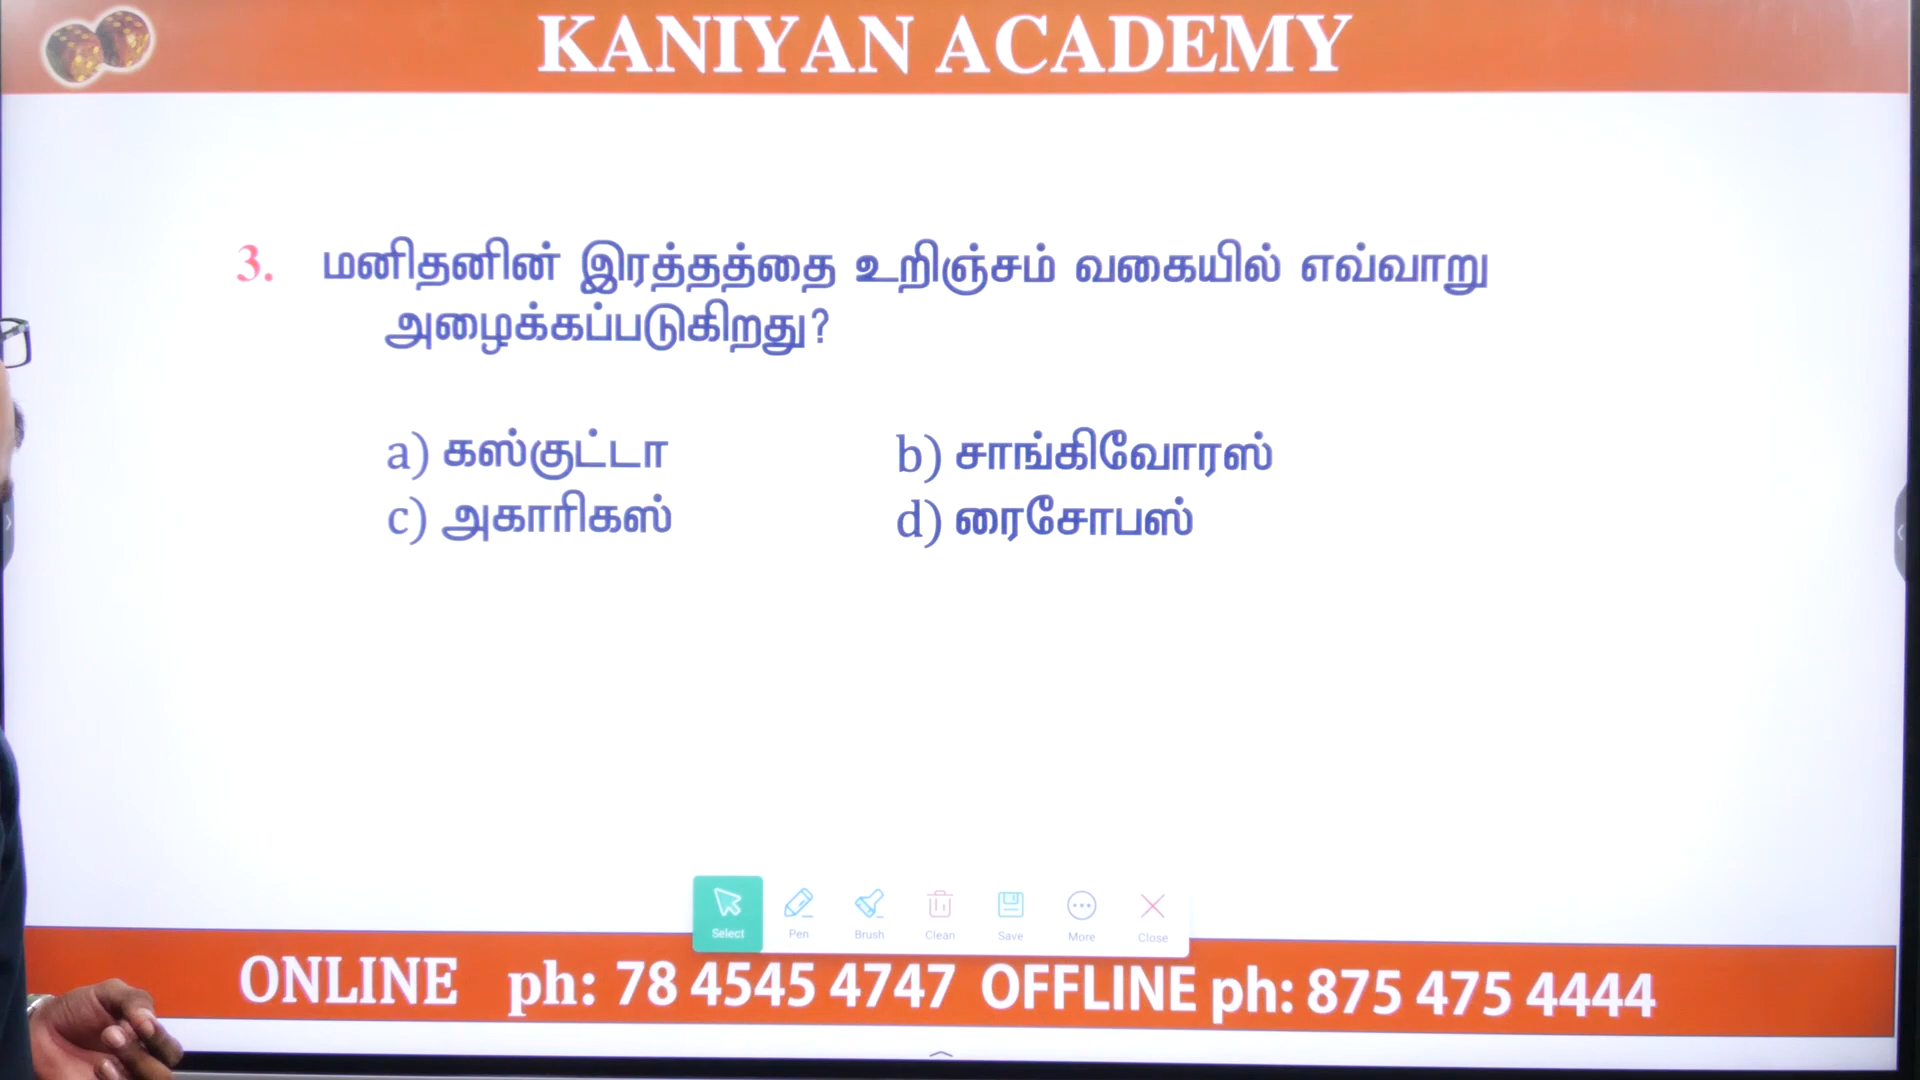 KANIYAN ACADEMY
3. மனிதனின் இரத்தத்தை உறிஞ்சம் வகையில் எவ்வாறு
அழைக்கப்படுகிறது?
a) கஸ்குட்டா b) சாங்கிவோரஸ்
c) அகாரிகஸ் d) ரைசோபஸ்
Select Pen Brush Clean Save More Close
ONLINE ph: 78 4545 4747 OFFLINE ph: 875 475 4444